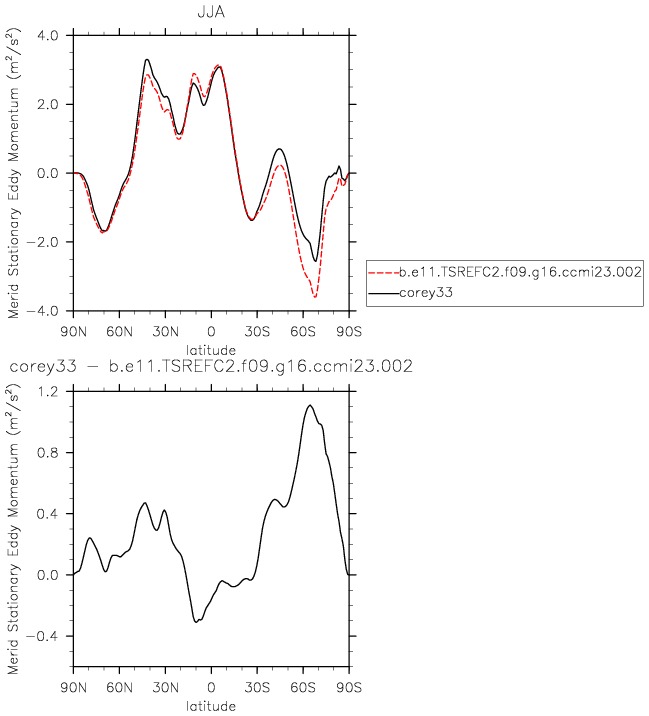 JJA
Merid Stationary Eddy Momentum (m²/s²)
4.0
2.0
0.0
−2.0
−4.0
90N 60N 30N 0 30S 60S 90S
latitude
b.e11.TSREFC2.f09.g16.ccmi23.002
corey33
corey33 − b.e11.TSREFC2.f09.g16.ccmi23.002
Merid Stationary Eddy Momentum (m²/s²)
1.2
0.8
0.4
0.0
−0.4
90N 60N 30N 0 30S 60S 90S
latitude